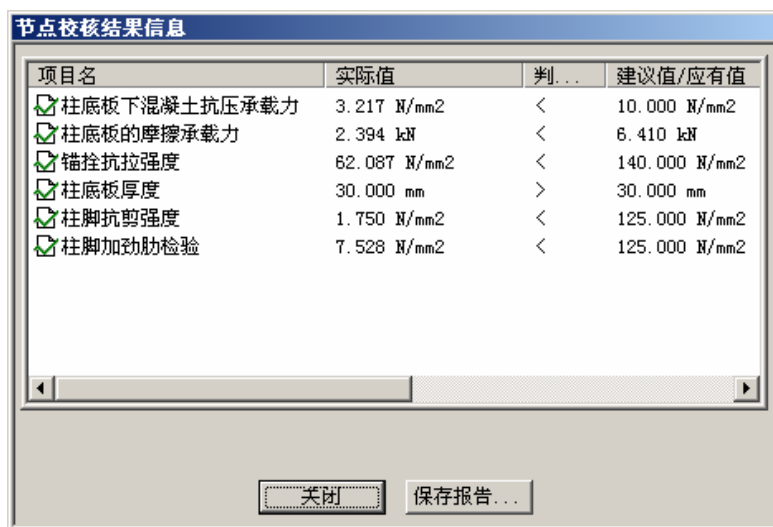 节点校核结果信息
项目名 实际值 判... 建议值/应有值
柱底板下混凝土抗压承载力 3.217 N/mm2 < 10.000 N/mm2
柱底板的摩擦承载力 2.394 kN < 6.410 kN
锚拴抗拉强度 62.087 N/mm2 < 140.000 N/mm2
柱底板厚度 30.000 mm > 30.000 mm
柱脚抗剪强度 1.750 N/mm2 < 125.000 N/mm2
柱脚加劲肋检验 7.528 N/mm2 < 125.000 N/mm2
关闭 保存报告...